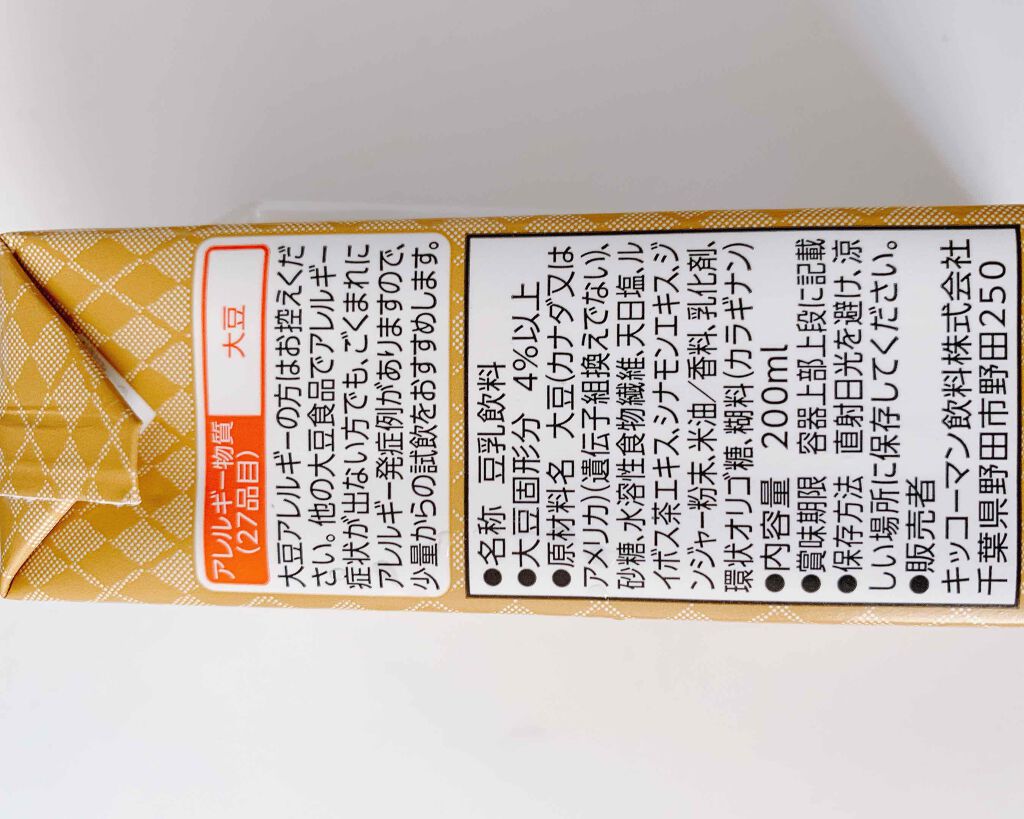 アレルギー物質
(27品目)
大豆
大豆アレルギーの方はお控えくだ
さい。他の大豆食品でアレルギー
症状が出ない方でも、ごくまれに
アレルギー発症例がありますので、
少量からの試飲をおすすめします。
●名称 豆乳飲料
●大豆固形分 4%以上
●原材料名 大豆(カナダ又は
アメリカ)(遺伝子組換えでない)、
砂糖、水溶性食物繊維、天日塩、ル
イボス茶エキス、シナモンエキス、ジ
ンジャー粉末、米油/香料、乳化剤、
環状オリゴ糖、糊料(カラギナン)
●内容量 200ml
●賞味期限 容器上部上段に記載
●保存方法 直射日光を避け、涼
しい場所に保存してください。
●販売者
キッコーマン飲料株式会社
千葉県野田市野田250